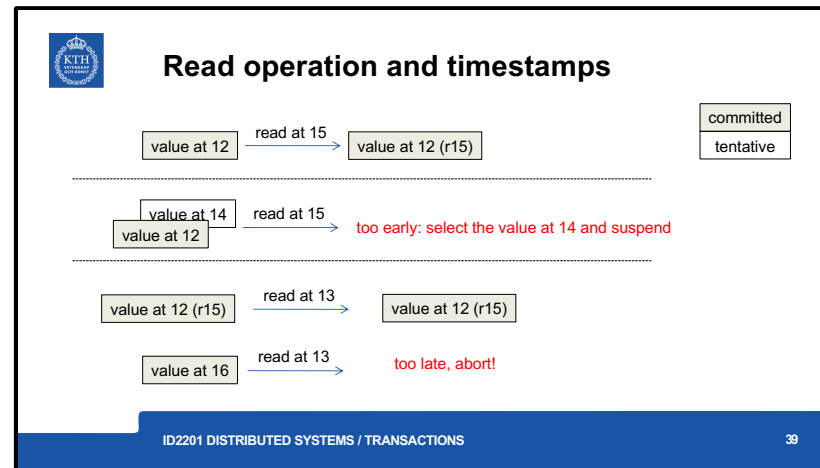 KTH
VETENSKAP
OCH KONST
Read operation and timestamps
committed
tentative
value at 12
read at 15
value at 12 (r15)
value at 14
value at 12
read at 15
too early: select the value at 14 and suspend
value at 12 (r15)
read at 13
value at 12 (r15)
value at 16
read at 13
too late, abort!
ID2201 DISTRIBUTED SYSTEMS / TRANSACTIONS
39